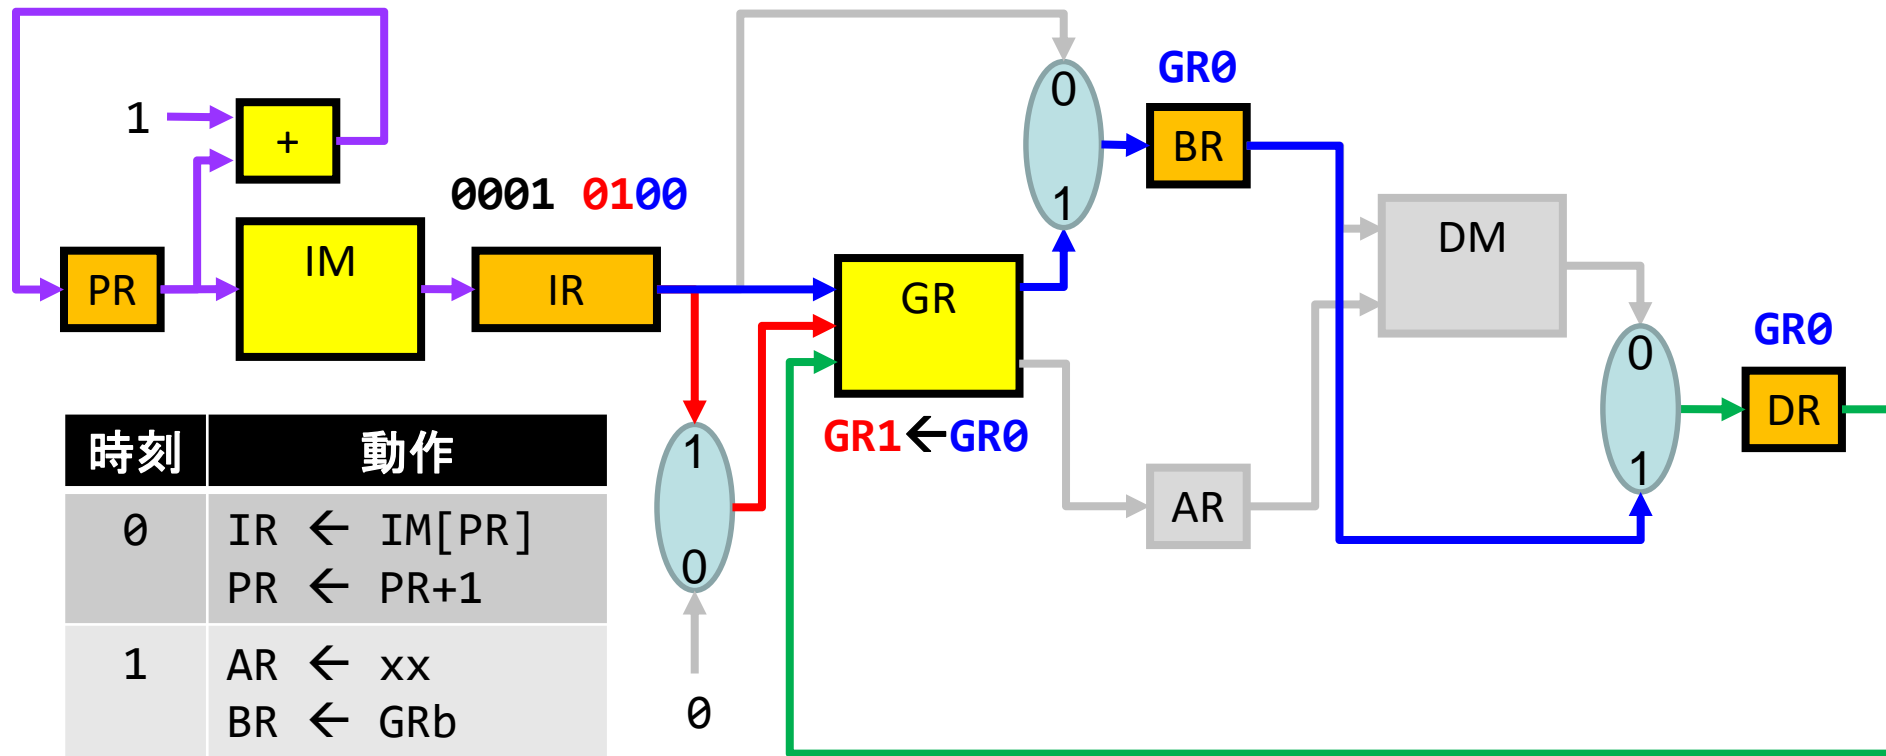 GR0
0
1
+
BR
0001 0100
1
DM
IM
PR
IR
GR
GR0
0
DR
GR1←GR0
時刻 動作
1
1
AR
0 IR ← IM[PR]
PR ← PR+1
0
1 AR ← xx
BR ← GRb
0